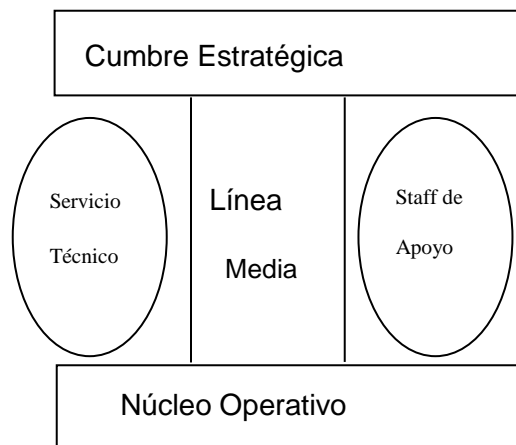 Cumbre Estratégica
Servicio
Técnico
Línea
Media
Staff de
Apoyo
Núcleo Operativo